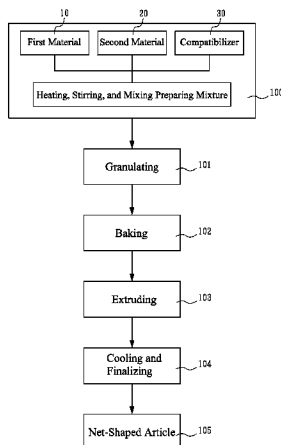 10
20
30
First Material
Second Material
Compatibilizer
Heating, Stirring, and Mixing Preparing Mixture
100
Granulating
101
Baking
102
Extruding
103
Cooling and
Finalizing
104
Net-Shaped Article
105